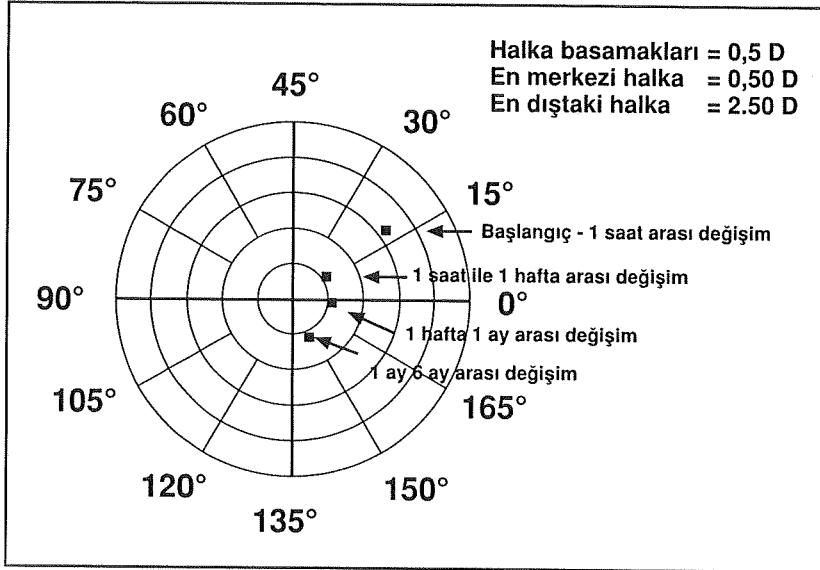 Halka basamakları = 0,5 D
En merkezi halka = 0,50 D
En dıştaki halka = 2.50 D
45°
60°
30°
75°
15°
Başlangıç - 1 saat arası değişim
1 saat ile 1 hafta arası değişim
90°
0°
1 hafta 1 ay arası değişim
1 ay 6 ay arası değişim
105°
165°
120°
150°
135°